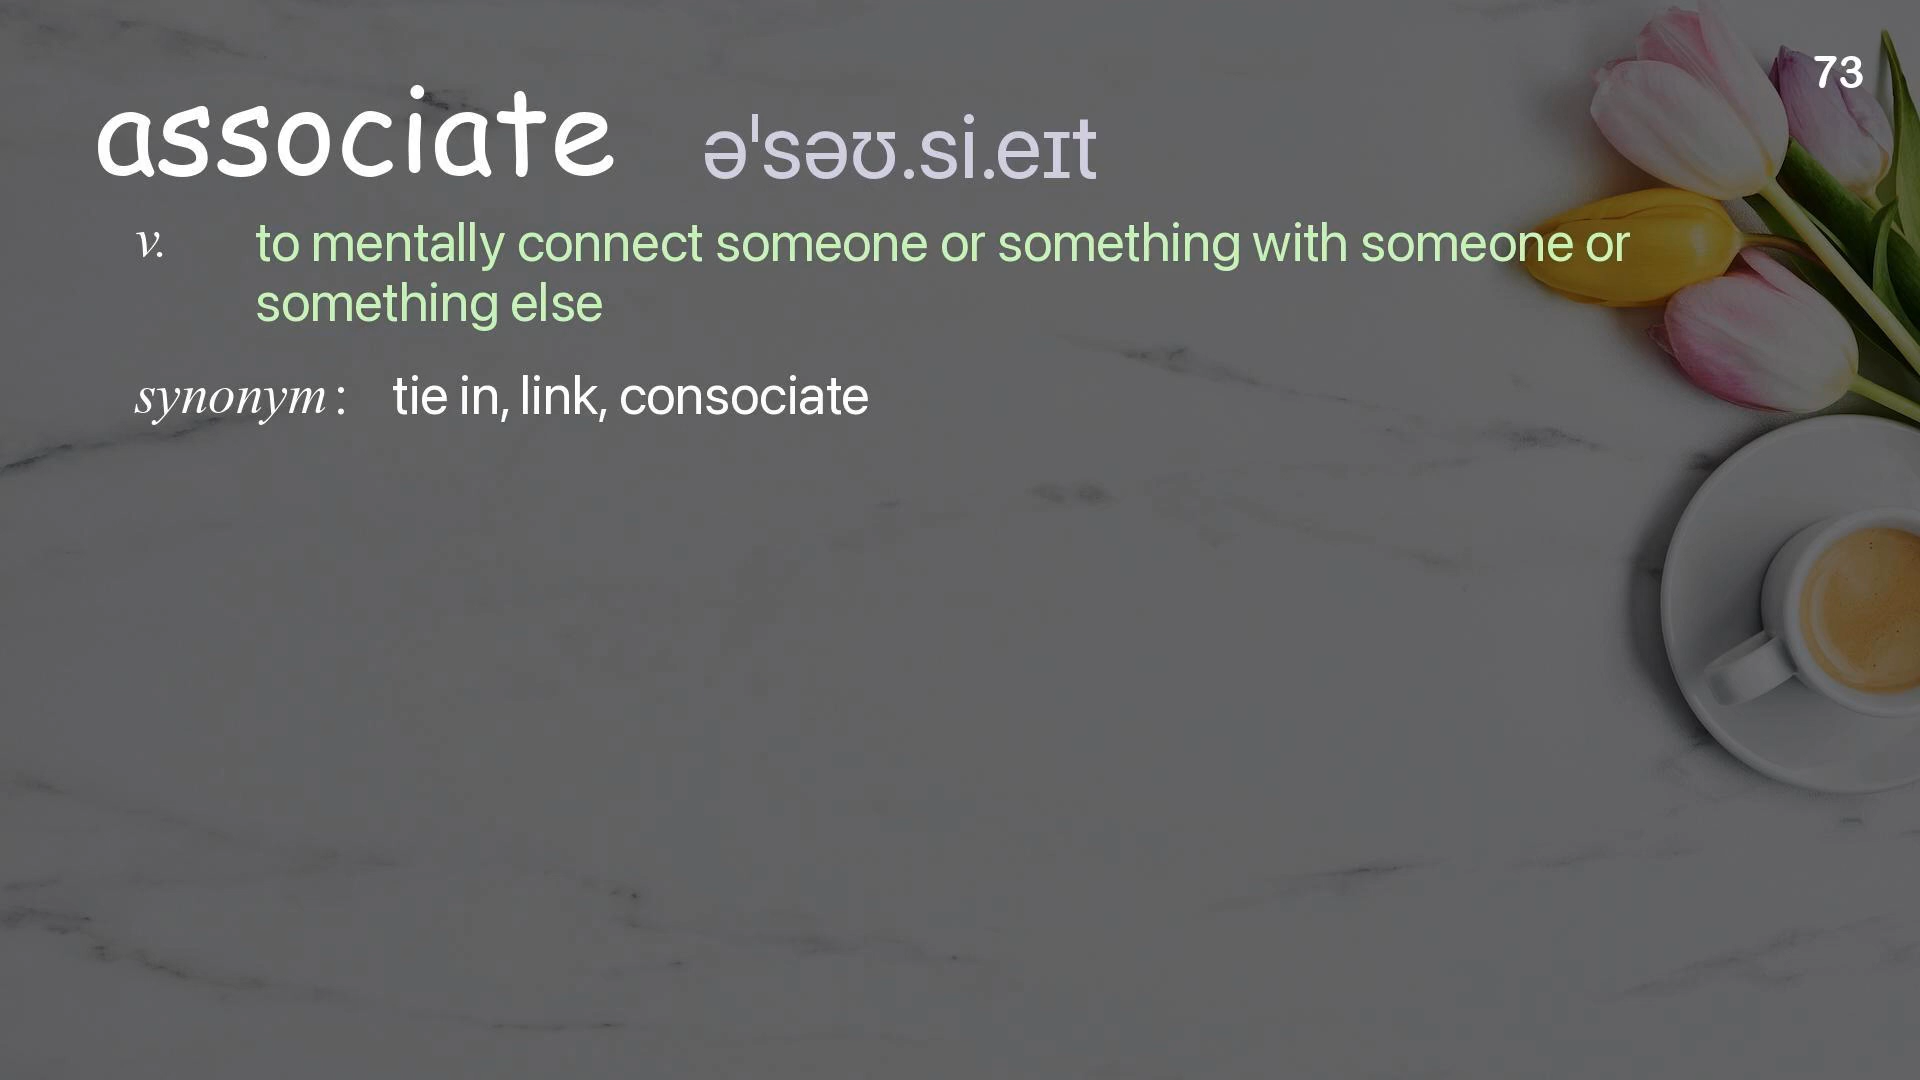 73
associate əˈsəʊ.si.eɪt
v. to mentally connect someone or something with someone or
something else
synonym : tie in, link, consociate